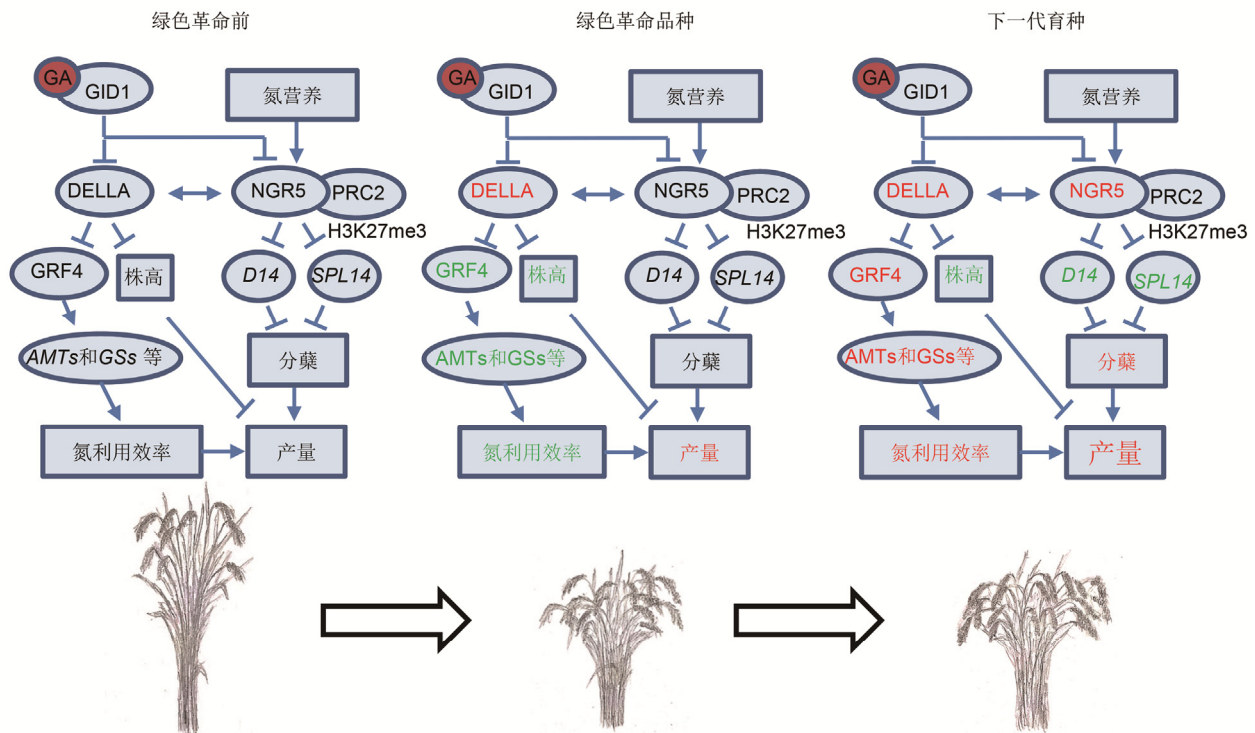 绿色革命前
GA
GID1
氮营养
DELLA
NGR5
PRC2
H3K27me3
GRF4
株高
D14
SPL14
AMTs和GSs 等
分蘖
氮利用效率
产量
绿色革命品种
GA
GID1
氮营养
DELLA
NGR5
PRC2
H3K27me3
GRF4
株高
D14
SPL14
AMTs和GSs等
分蘖
氮利用效率
产量
下一代育种
GA
GID1
氮营养
DELLA
NGR5
PRC2
H3K27me3
GRF4
株高
D14
SPL14
AMTs和GSs等
分蘖
氮利用效率
产量